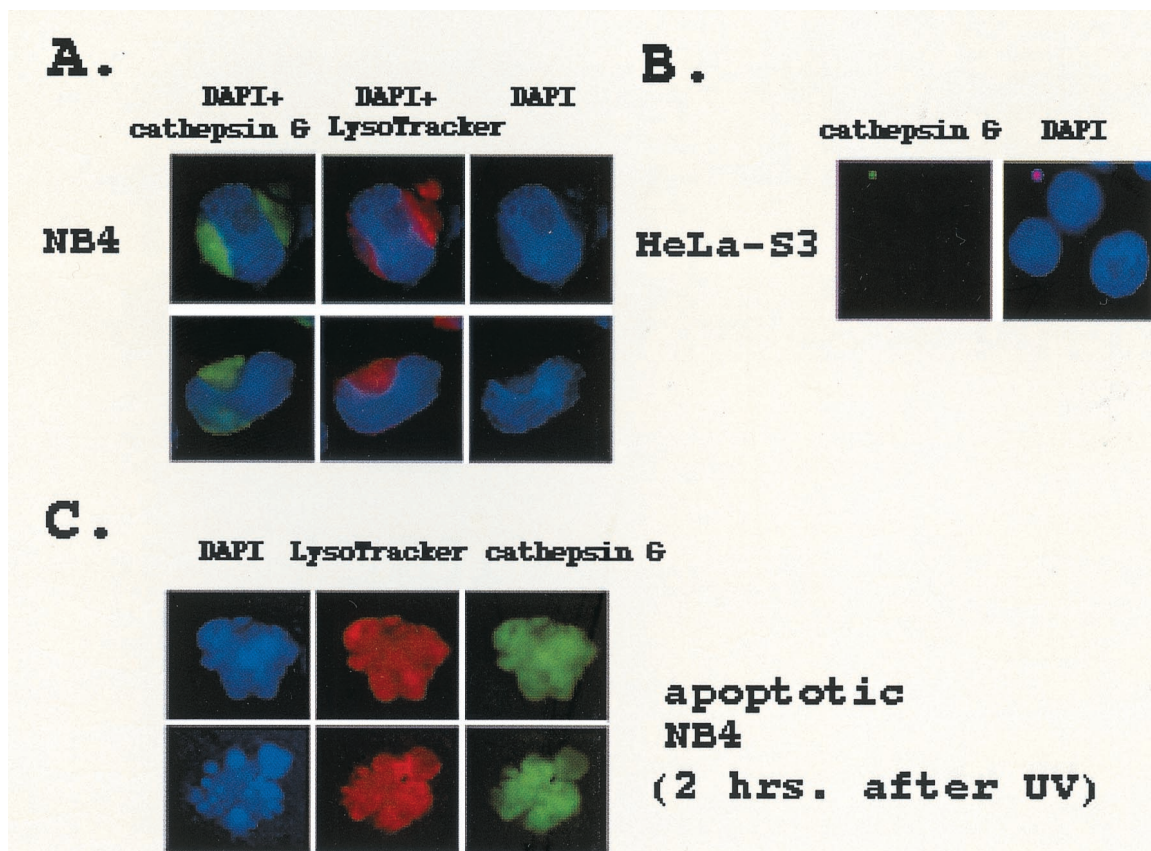 A.
DAPI+ DAPI+ DAPI
cathepsin G LysoTracker
NB4
B.
cathepsin G DAPI
HeLa-S3
C.
DAPI LysoTracker cathepsin G
apoptotic
NB4
(2 hrs. after UV)